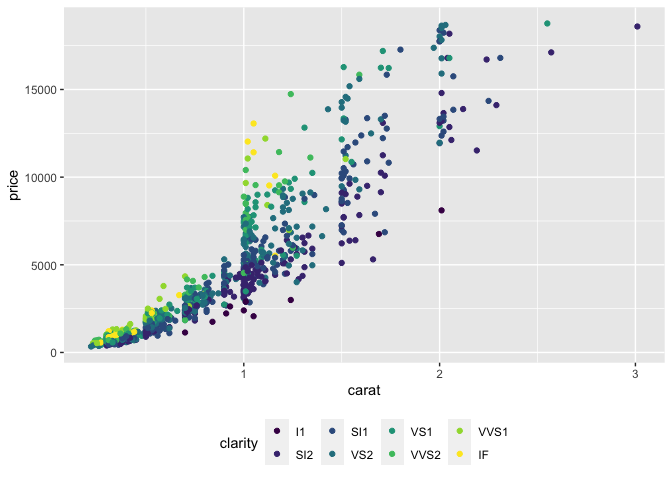 15000
10000
price
5000
0
1 2 3
carat
clarity
I1 SI1 VS1 VVS1
SI2 VS2 VVS2 IF